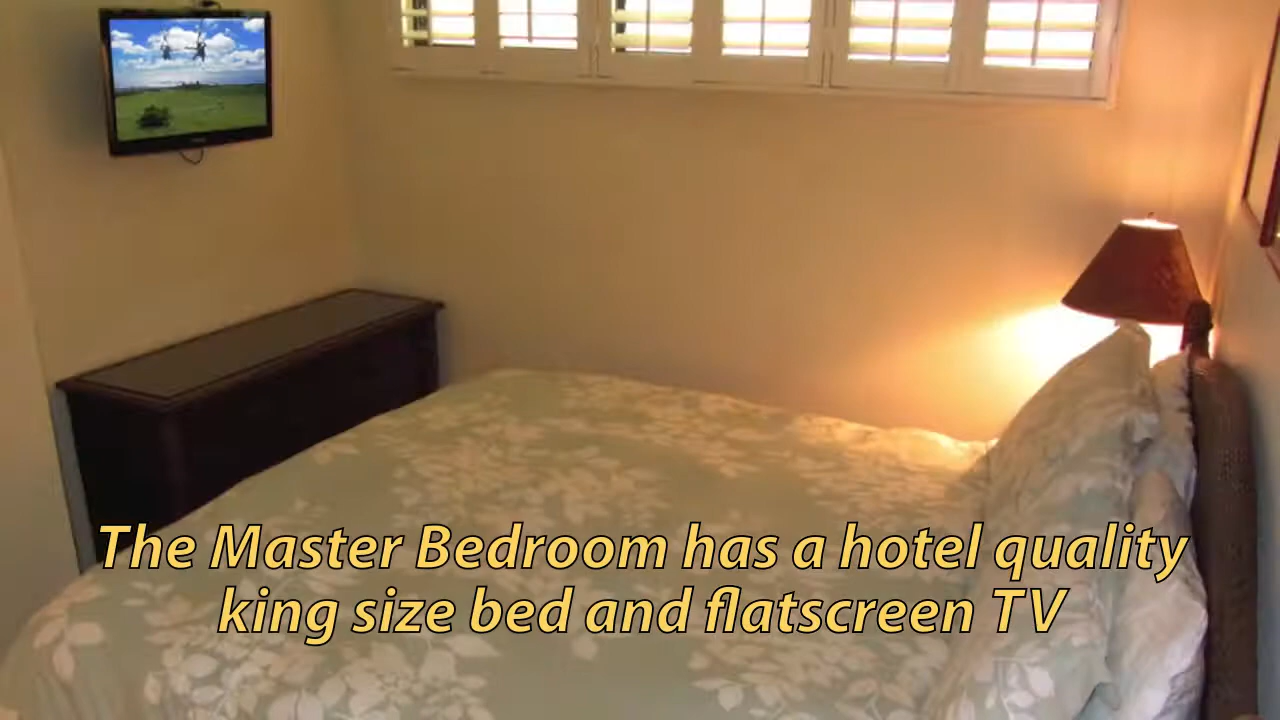 The Master Bedroom has a hotel quality
king size bed and flatscreen TV